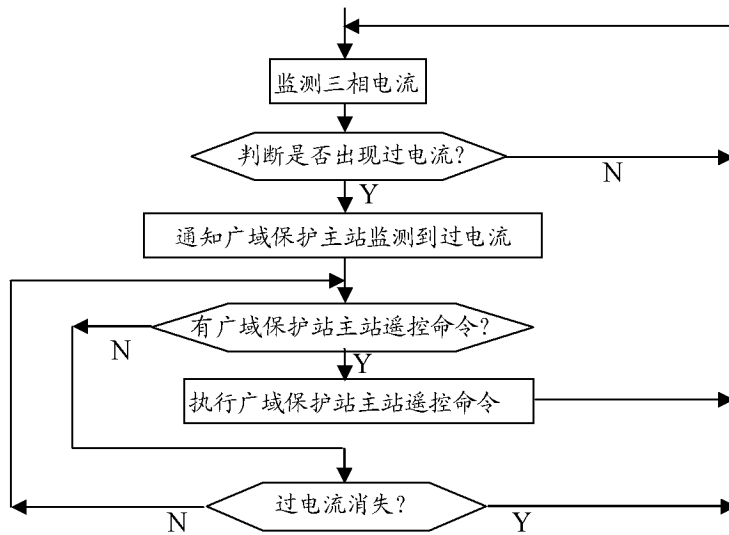 监测三相电流
判断是否出现过电流?
N
Y
通知广域保护主站监测到过电流
有广域保护站主站遥控命令?
N
Y
执行广域保护站主站遥控命令
过电流消失?
N
Y